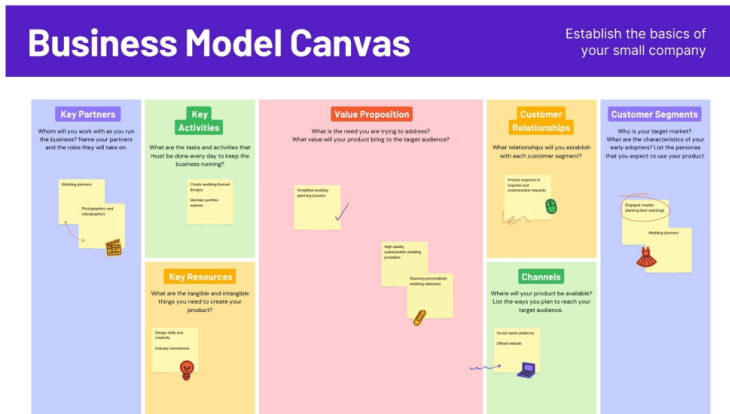 Business Model Canvas
Establish the basics of
your small company
Key Partners
Whom will you work with as you run
the business? Name your partners
and the roles they will take on.
Wedding planners
Photographers and
videographers
Key
Activities
What are the tasks and activities that
must be done every day to keep the
business running?
Create wedding-themed
designs
Maintain portfolio
website
Key Resources
What are the tangible and intangible
things you need to create your
product?
Design skills and
creativity
Industry connections
Value Proposition
What is the need you are trying to address?
What value will your product bring to the target audience?
Simplified wedding
planning process
High-quality
customizable wedding
printables
Stunning personalized
wedding stationery
Customer
Relationships
What relationships will you establish
with each customer segment?
Prompt response to
inquiries and
customization requests
Channels
Where will your product be available?
List the ways you plan to reach your
target audience.
Social media platforms
Official website
Customer Segments
Who is your target market?
What are the characteristics of your
early adopters? List the personas
that you expect to use your product.
Engaged couples
planning their weddings
Wedding planners